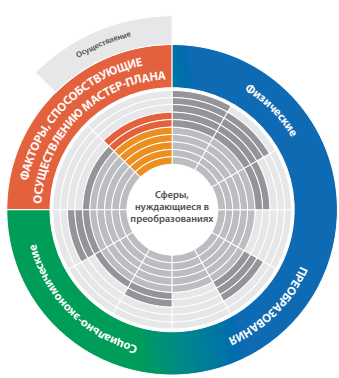 Осуществление
ФАКТОРЫ, СПОСОБСТВУЮЩИЕ
ОСУЩЕСТВЛЕНИЮ МАСТЕР-ПЛАНА
Физические
Сферы,
нуждающиеся в
преобразованиях
ПРЕОБРАЗОВАНИЯ
Социально-экономические